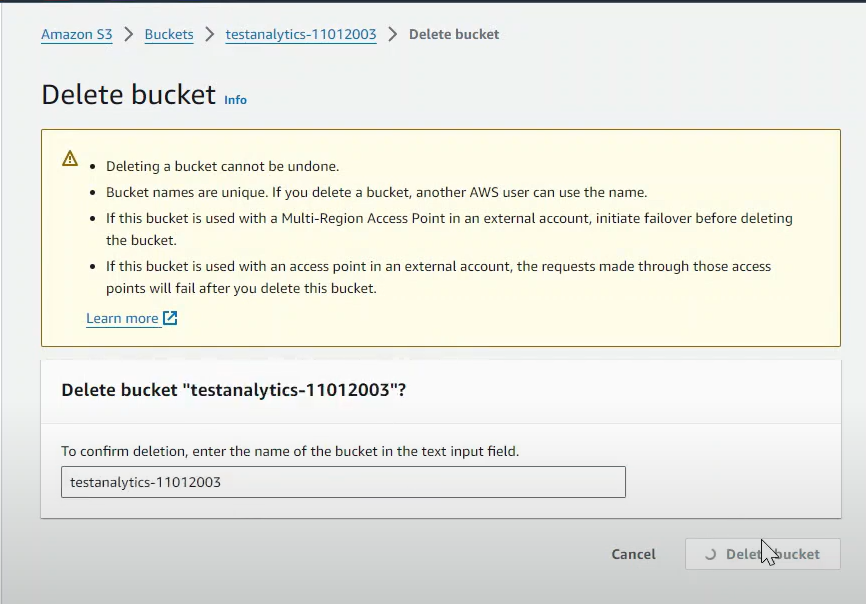 Amazon S3 > Buckets > testanalytics-11012003 > Delete bucket
Delete bucket Info
Deleting a bucket cannot be undone.
Bucket names are unique. If you delete a bucket, another AWS user can use the name.
If this bucket is used with a Multi-Region Access Point in an external account, initiate failover before deleting
the bucket.
If this bucket is used with an access point in an external account, the requests made through those access
points will fail after you delete this bucket.
Learn more
Delete bucket "testanalytics-11012003"?
To confirm deletion, enter the name of the bucket in the text input field.
testanalytics-11012003
Cancel Delete bucket